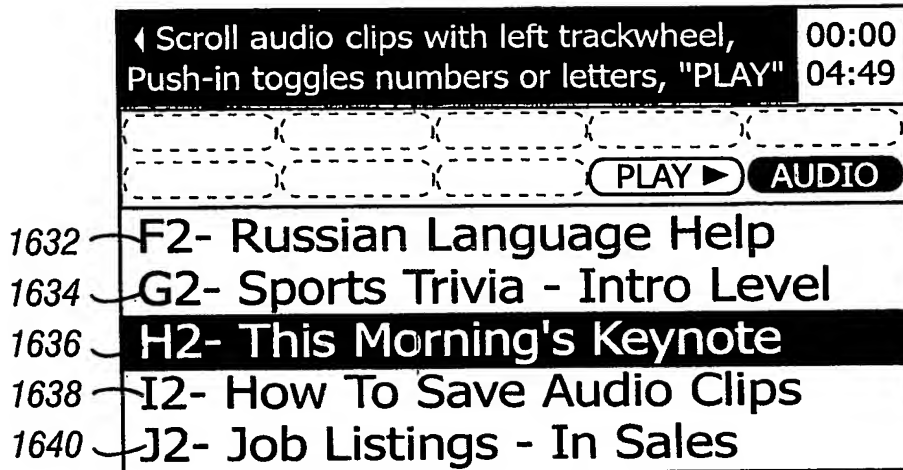 ◂ Scroll audio clips with left trackwheel, 00:00
Push-in toggles numbers or letters, "PLAY" 04:49
PLAY ► AUDIO
1632 F2- Russian Language Help
1634 G2- Sports Trivia - Intro Level
1636 H2- This Morning's Keynote
1638 I2- How To Save Audio Clips
1640 J2- Job Listings - In Sales